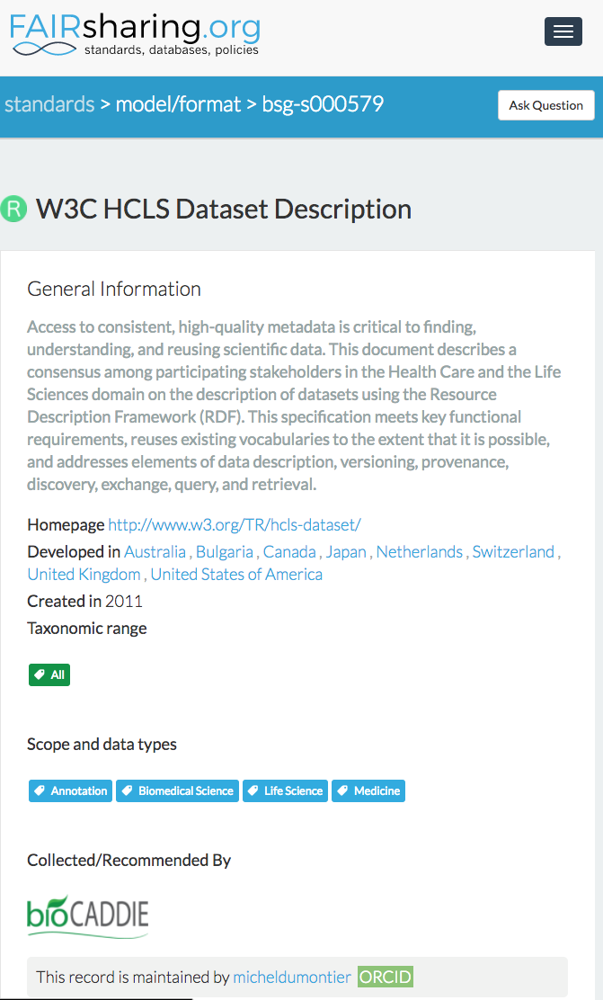 FAIRsharing.org
standards, databases, policies
standards > model/format > bsg-s000579
Ask Question
R W3C HCLS Dataset Description
General Information
Access to consistent, high-quality metadata is critical to finding,
understanding, and reusing scientific data. This document describes a
consensus among participating stakeholders in the Health Care and the Life
Sciences domain on the description of datasets using the Resource
Description Framework (RDF). This specification meets key functional
requirements, reuses existing vocabularies to the extent that it is possible,
and addresses elements of data description, versioning, provenance,
discovery, exchange, query, and retrieval.
Homepage http://www.w3.org/TR/hcls-dataset/
Developed in Australia , Bulgaria , Canada , Japan , Netherlands , Switzerland ,
United Kingdom , United States of America
Created in 2011
Taxonomic range
All
Scope and data types
Annotation Biomedical Science Life Science Medicine
Collected/Recommended By
bioCADDIE
This record is maintained by micheldumontier ORCID